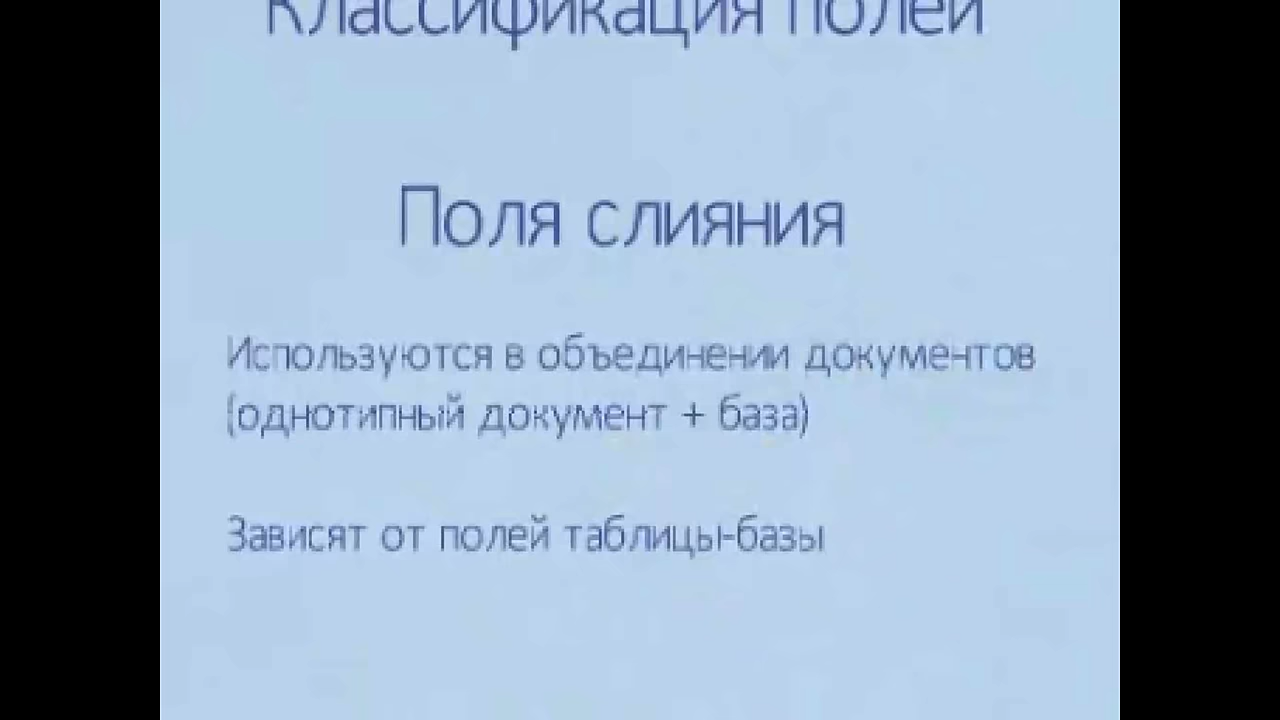 Классификация полей
Поля слияния
Используются в объединении документов
(однотипный документ + база)
Зависят от полей таблицы-базы